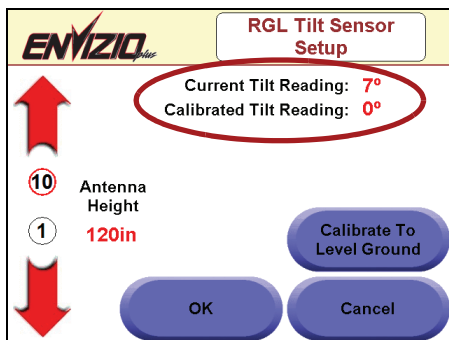 ENVIZIO plus
RGL Tilt Sensor
Setup
Current Tilt Reading: 7º
Calibrated Tilt Reading: 0º
10
1
Antenna
Height
120in
Calibrate To
Level Ground
OK
Cancel